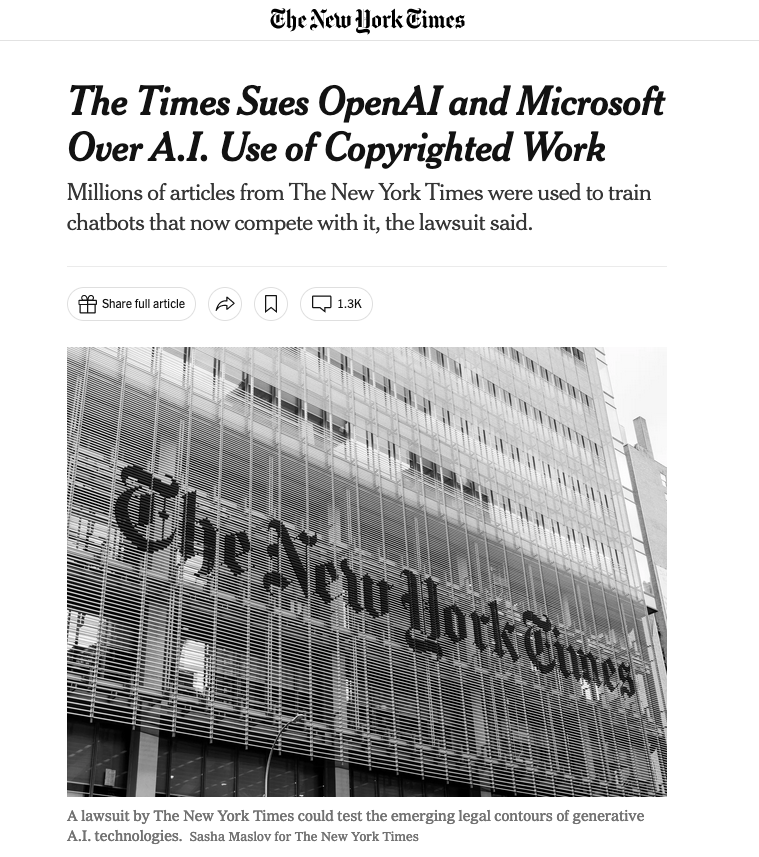 The New York Times
The Times Sues OpenAI and Microsoft
Over A.I. Use of Copyrighted Work
Millions of articles from The New York Times were used to train
chatbots that now compete with it, the lawsuit said.
Share full article
1.3K
The New York Times
A lawsuit by The New York Times could test the emerging legal contours of generative
A.I. technologies. Sasha Maslov for The New York Times